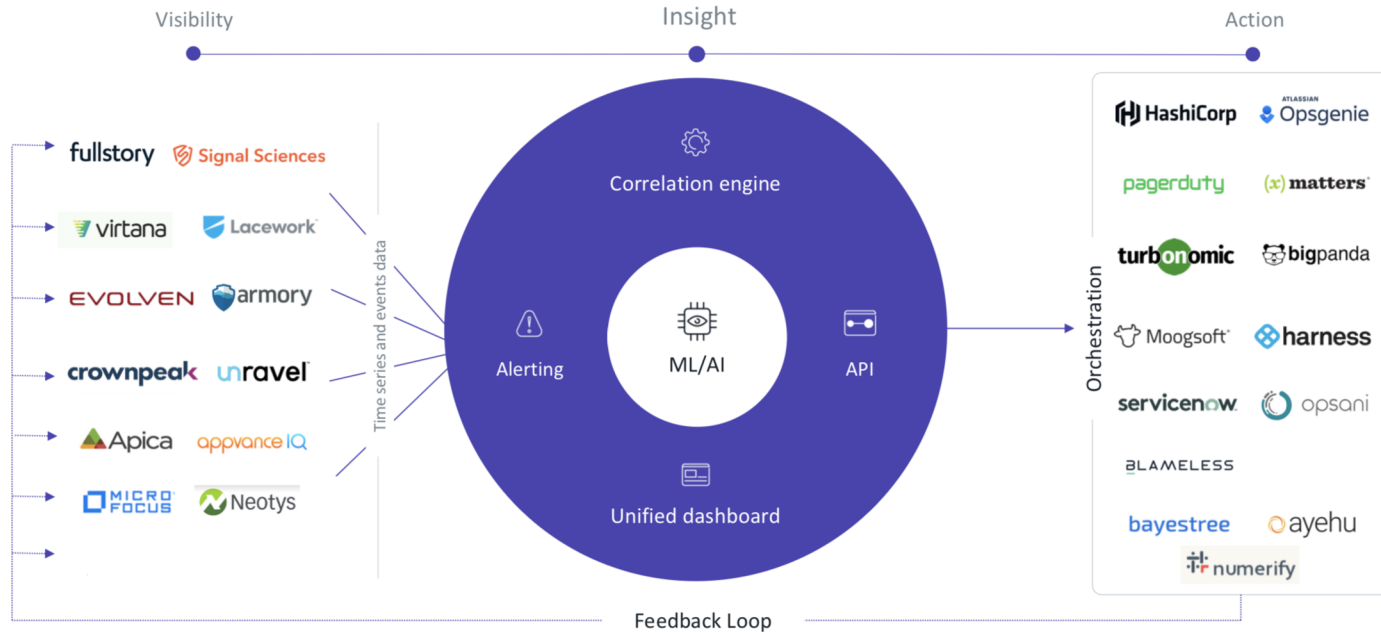 Visibility
Insight
Action
fullstory
Signal Sciences
virtana
Lacework
EVOLVEN
armory
crownpeak
unravel
Apica
appvance IQ
MICRO
FOCUS
Neotys
Time series and events data
Correlation engine
Alerting
ML/AI
API
Unified dashboard
Orchestration
HashiCorp
ATLASSIAN
Opsgenie
pagerduty
(x)matters
turbonomic
bigpanda
Moogsoft
harness
servicenow
opsani
BLAMELESS
bayestree
ayehu
numerify
Feedback Loop